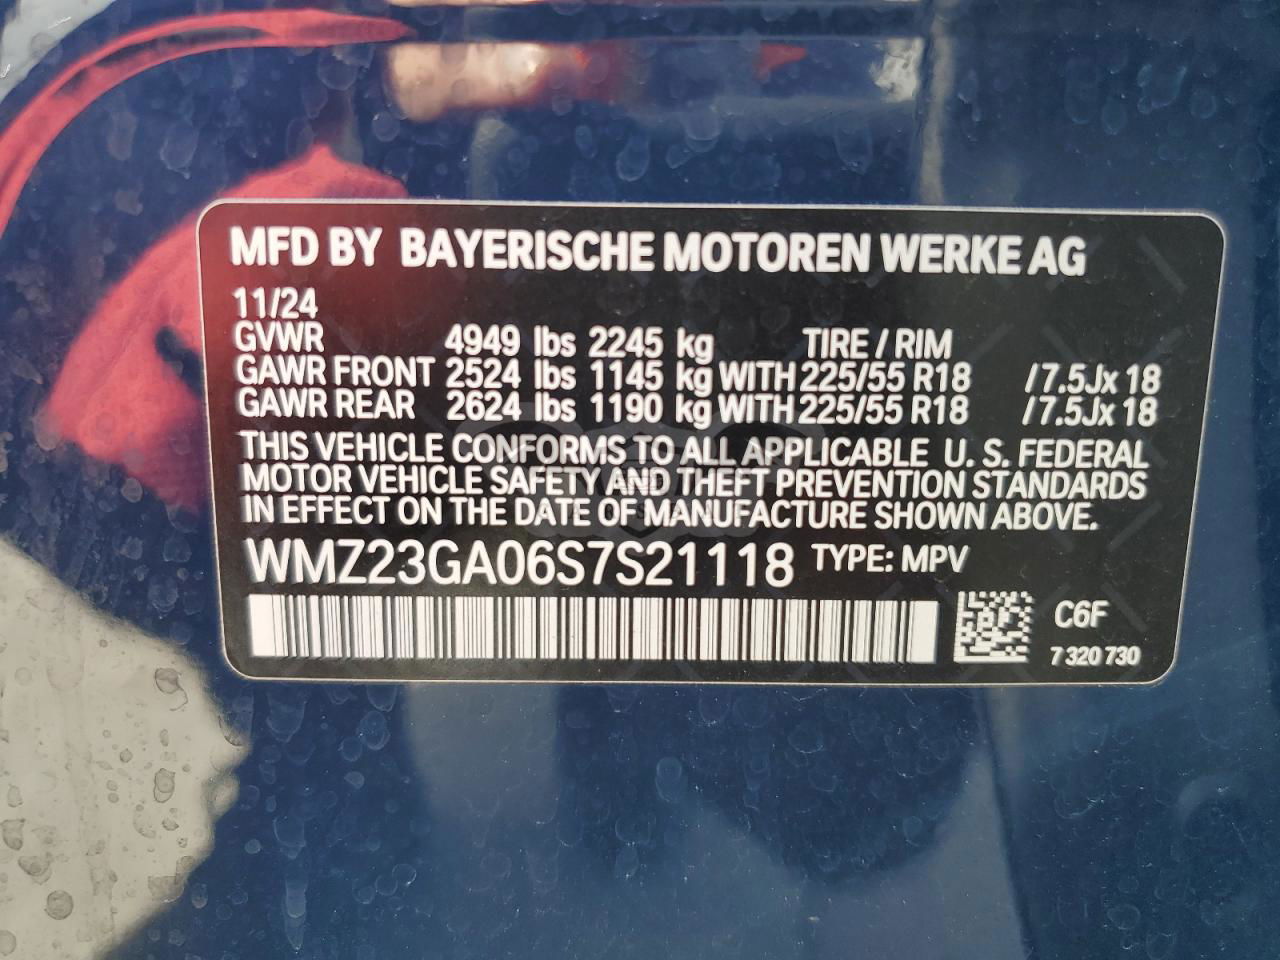 MFD BY BAYERISCHE MOTOREN WERKE AG
11/24
GVWR 4949 lbs 2245 kg TIRE / RIM
GAWR FRONT 2524 lbs 1145 kg WITH 225/55 R18 /7.5Jx 18
GAWR REAR 2624 lbs 1190 kg WITH 225/55 R18 /7.5Jx 18
THIS VEHICLE CONFORMS TO ALL APPLICABLE U. S. FEDERAL
MOTOR VEHICLE SAFETY AND THEFT PREVENTION STANDARDS
IN EFFECT ON THE DATE OF MANUFACTURE SHOWN ABOVE.
WMZ23GA06S7S21118 TYPE: MPV
C6F
7 320 730